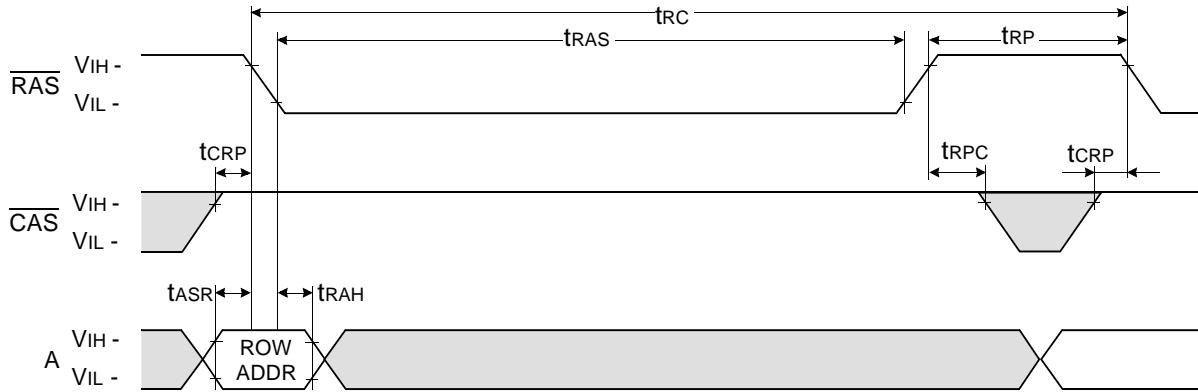 tRC
tRAS
tRP
RAS
VIH -
VIL -
tCRP
tRPC
tCRP
CAS
VIH -
VIL -
tASR
tRAH
A
VIH -
VIL -
ROW
ADDR